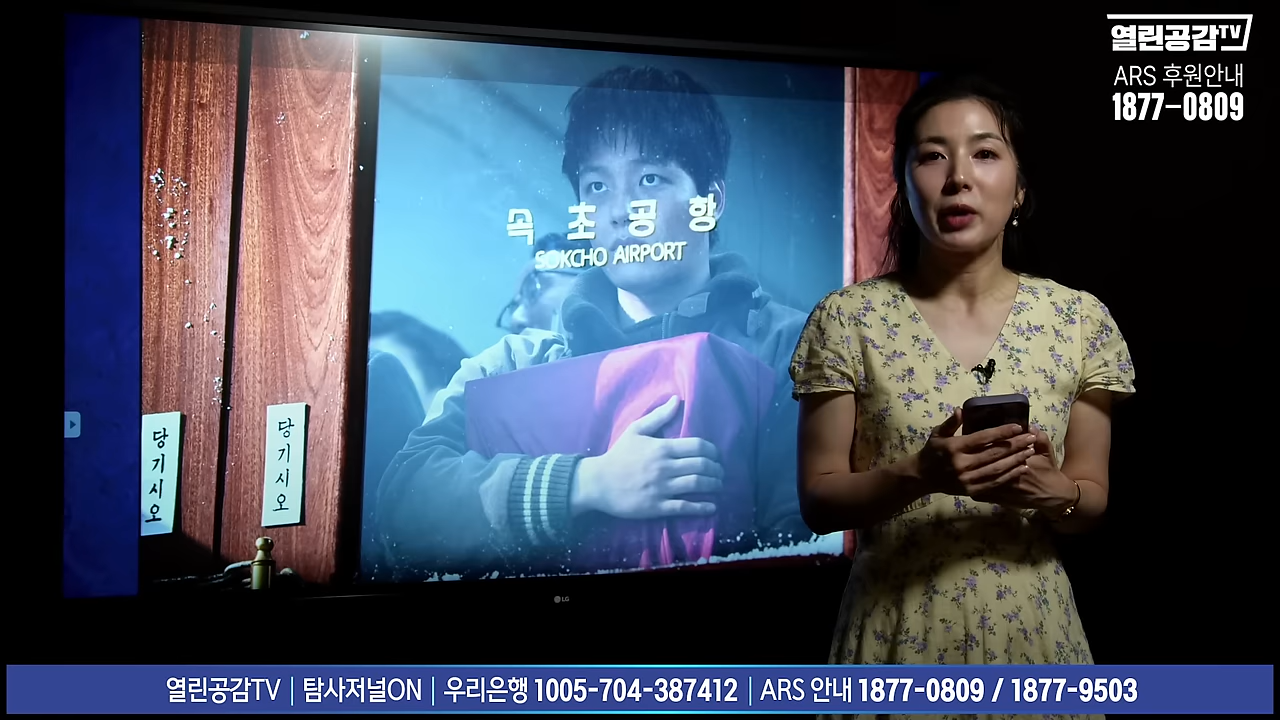 열린공감TV
ARS 후원안내
1877-0809
속초공항
SOKCHO AIRPORT
당기시오
당기시오
LG
열린공감TV | 탐사저널ON | 우리은행 1005-704-387412 | ARS 안내 1877-0809 / 1877-9503